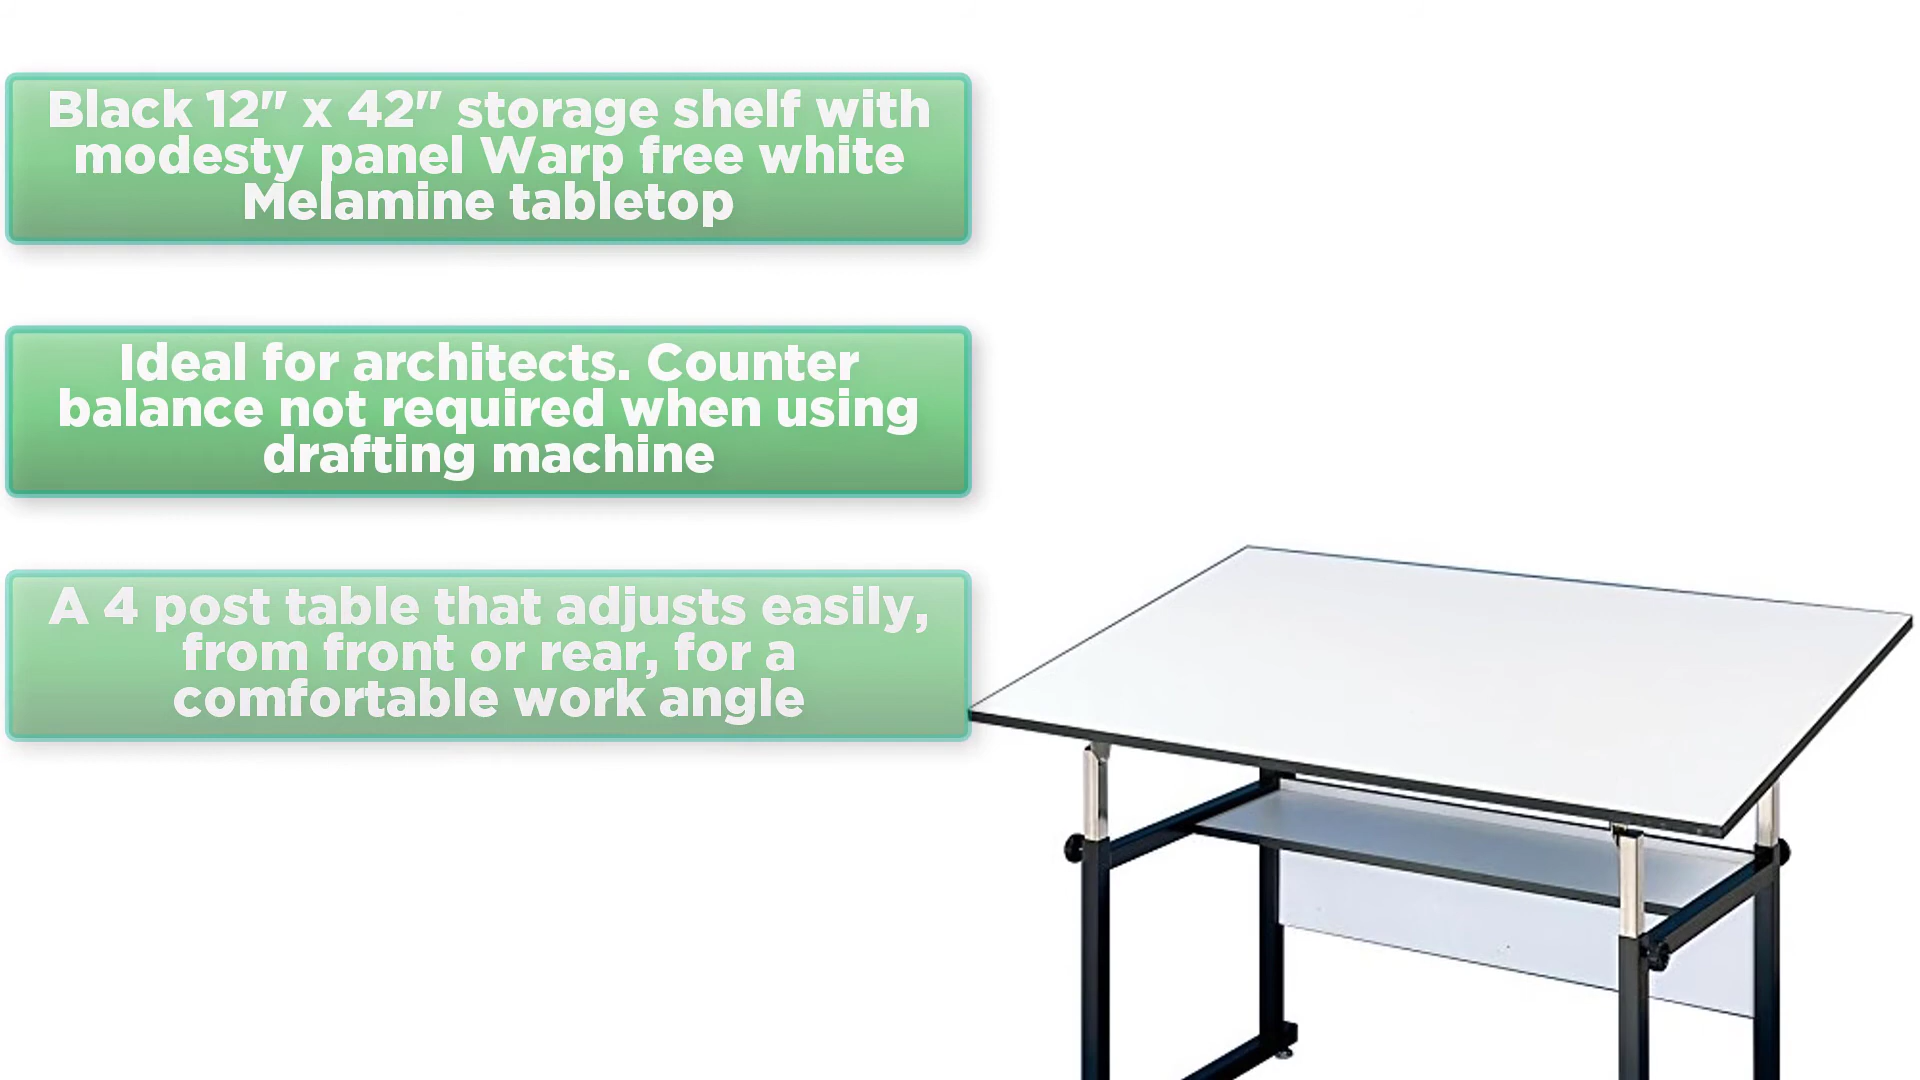 Black 12" x 42" storage shelf with
modesty panel Warp free white
Melamine tabletop
Ideal for architects. Counter
balance not required when using
drafting machine
A 4 post table that adjusts easily,
from front or rear, for a
comfortable work angle